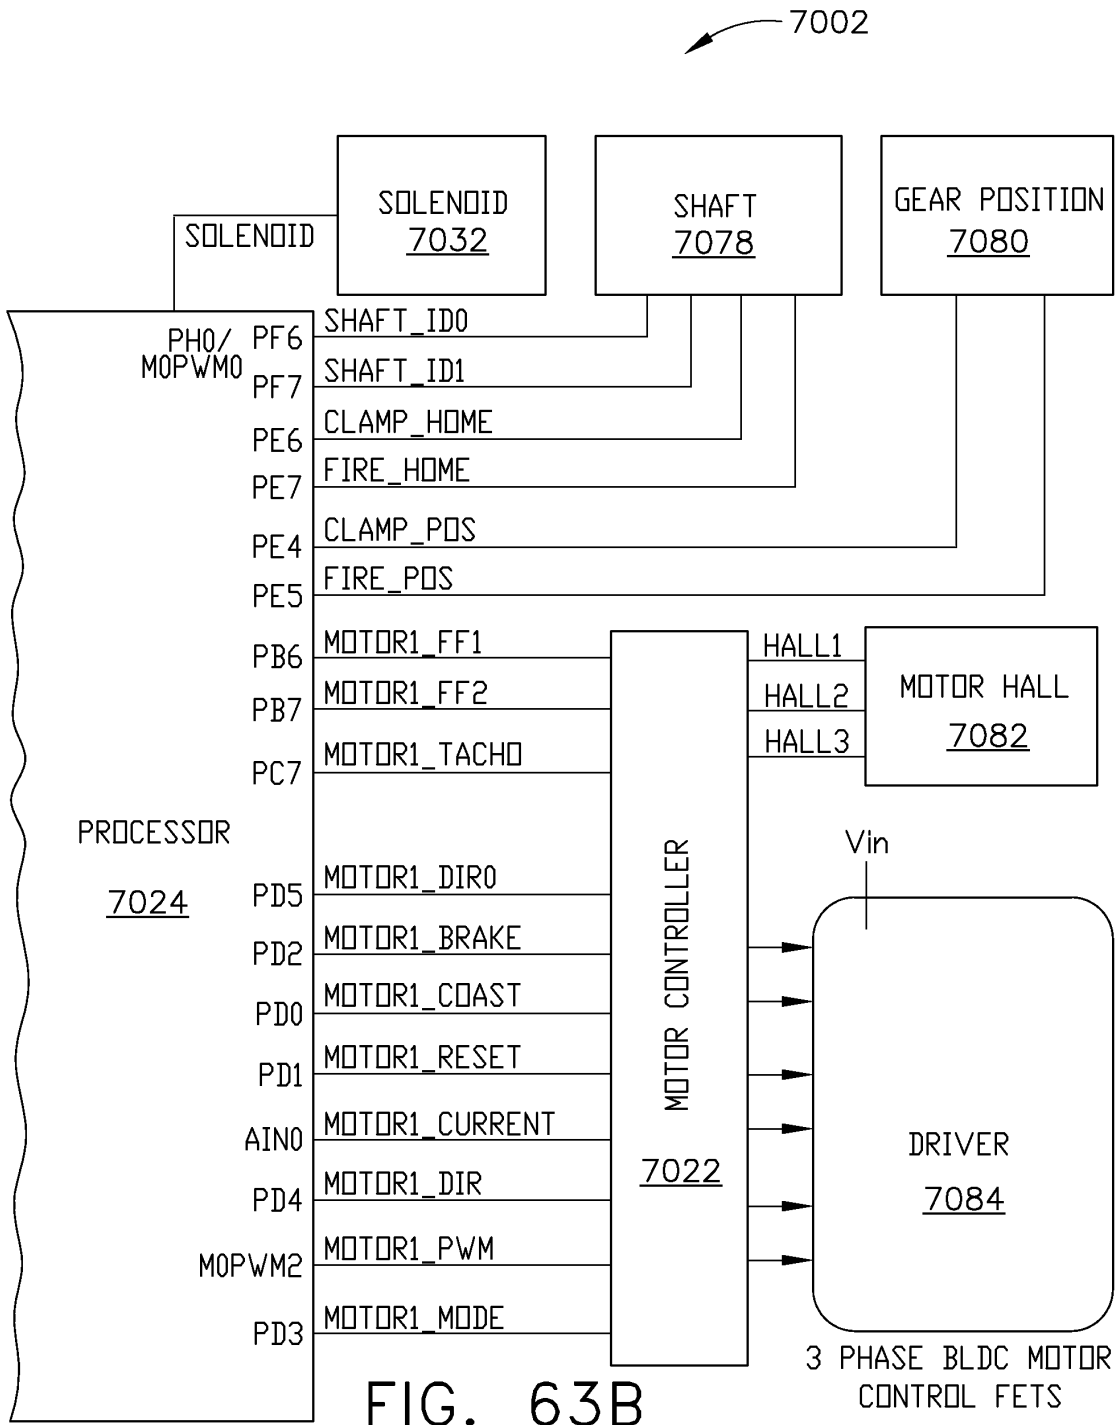 7002
SOLENOID
7032
SHAFT
7078
GEAR POSITION
7080
SOLENOID
PH0/
M0PWM0
PF6
SHAFT_ID0
PF7
SHAFT_ID1
PE6
CLAMP_HOME
PE7
FIRE_HOME
PE4
CLAMP_POS
PE5
FIRE_POS
PB6
MOTOR1_FF1
PB7
MOTOR1_FF2
PC7
MOTOR1_TACHO
HALL1
HALL2
HALL3
MOTOR HALL
7082
PROCESSOR
7024
PD5
MOTOR1_DIR0
PD2
MOTOR1_BRAKE
PD0
MOTOR1_COAST
PD1
MOTOR1_RESET
AIN0
MOTOR1_CURRENT
PD4
MOTOR1_DIR
M0PWM2
MOTOR1_PWM
PD3
MOTOR1_MODE
MOTOR CONTROLLER
7022
Vin
DRIVER
7084
3 PHASE BLDC MOTOR
CONTROL FETS
FIG. 63B